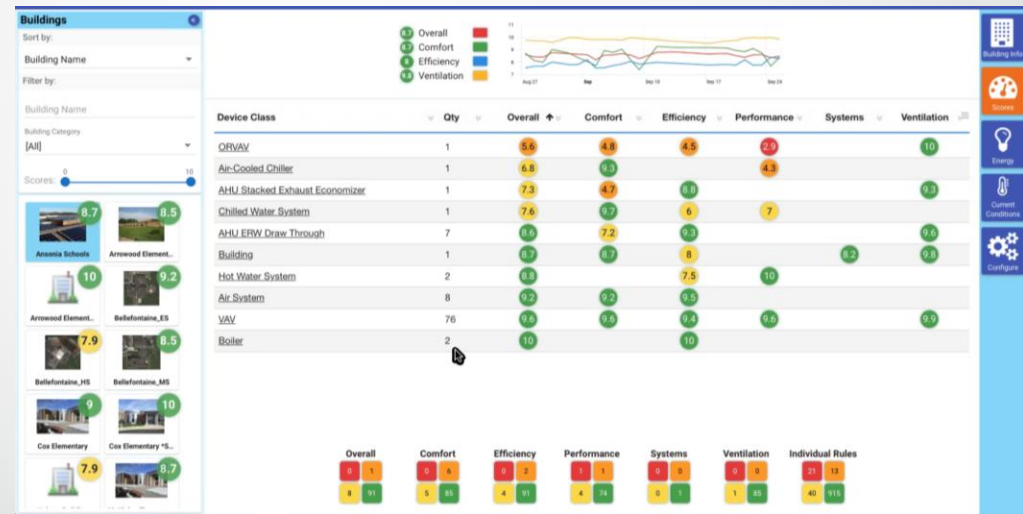 Buildings
Sort by:
Building Name
Filter by:
Building Name
Building Category
[All]
Scores:
0
10
8.7
Ansonia Schools
8.5
Arrowood Element..
10
Arrowood Element..
9.2
Bellefontaine_ES
7.9
Bellefontaine_HS
8.5
Bellefontaine_MS
9
Cox Elementary
10
Cox Elementary *S..
7.9
8.7
8.7 Overall
8.7 Comfort
8 Efficiency
9.8 Ventilation
11
10
9
8
7
Aug 27 Sep Sep 10 Sep 17 Sep 24
Device Class Qty Overall Comfort Efficiency Performance Systems Ventilation
ORVAV 1 5.6 4.8 4.5 2.9 10
Air-Cooled Chiller 1 6.8 9.3 4.3
AHU Stacked Exhaust Economizer 1 7.3 4.7 8.8 9.3
Chilled Water System 1 7.6 9.7 6 7
AHU ERW Draw Through 7 8.6 7.2 9.3 9.6
Building 1 8.7 8.7 8 8.2 9.8
Hot Water System 2 8.8 7.5 10
Air System 8 9.2 9.2 9.5
VAV 76 9.6 9.6 9.4 9.6 9.9
Boiler 2 10 10
Overall Comfort Efficiency Performance Systems Ventilation Individual Rules
0 1 0 6 0 2 1 1 0 0 0 0 21 13
8 91 5 85 4 91 4 74 0 1 1 85 40 915
Building Info
Scores
Energy
Current
Conditions
Configure